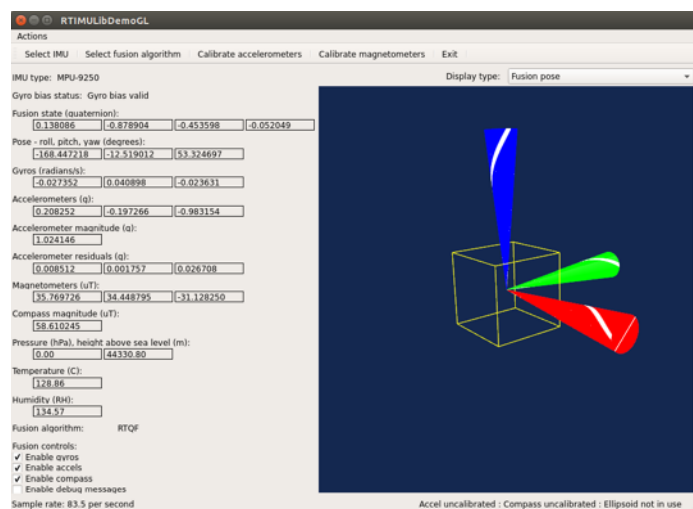 RTIMULibDemoGL
Actions
Select IMU Select fusion algorithm Calibrate accelerometers Calibrate magnetometers Exit
IMU type: MPU-9250
Display type: Fusion pose
Gyro bias status: Gyro bias valid
Fusion state (quaternion):
0.138086 -0.878904 -0.453598 -0.052049
Pose - roll, pitch, yaw (degrees):
-168.447218 -12.519012 53.324697
Gyros (radians/s):
-0.027352 0.040898 -0.023631
Accelerometers (g):
0.208252 -0.197266 -0.983154
Accelerometer magnitude (g):
1.024146
Accelerometer residuals (g):
0.008512 0.001757 0.026708
Magnetometers (uT):
35.769726 34.448795 -31.128250
Compass magnitude (uT):
58.610245
Pressure (hPa), height above sea level (m):
0.00 44330.80
Temperature (C):
128.86
Humidity (RH):
134.57
Fusion algorithm: RTQF
Fusion controls:
Enable gyros
Enable accels
Enable compass
Enable debug messages
Sample rate: 83.5 per second
Accel uncalibrated : Compass uncalibrated : Ellipsoid not in use